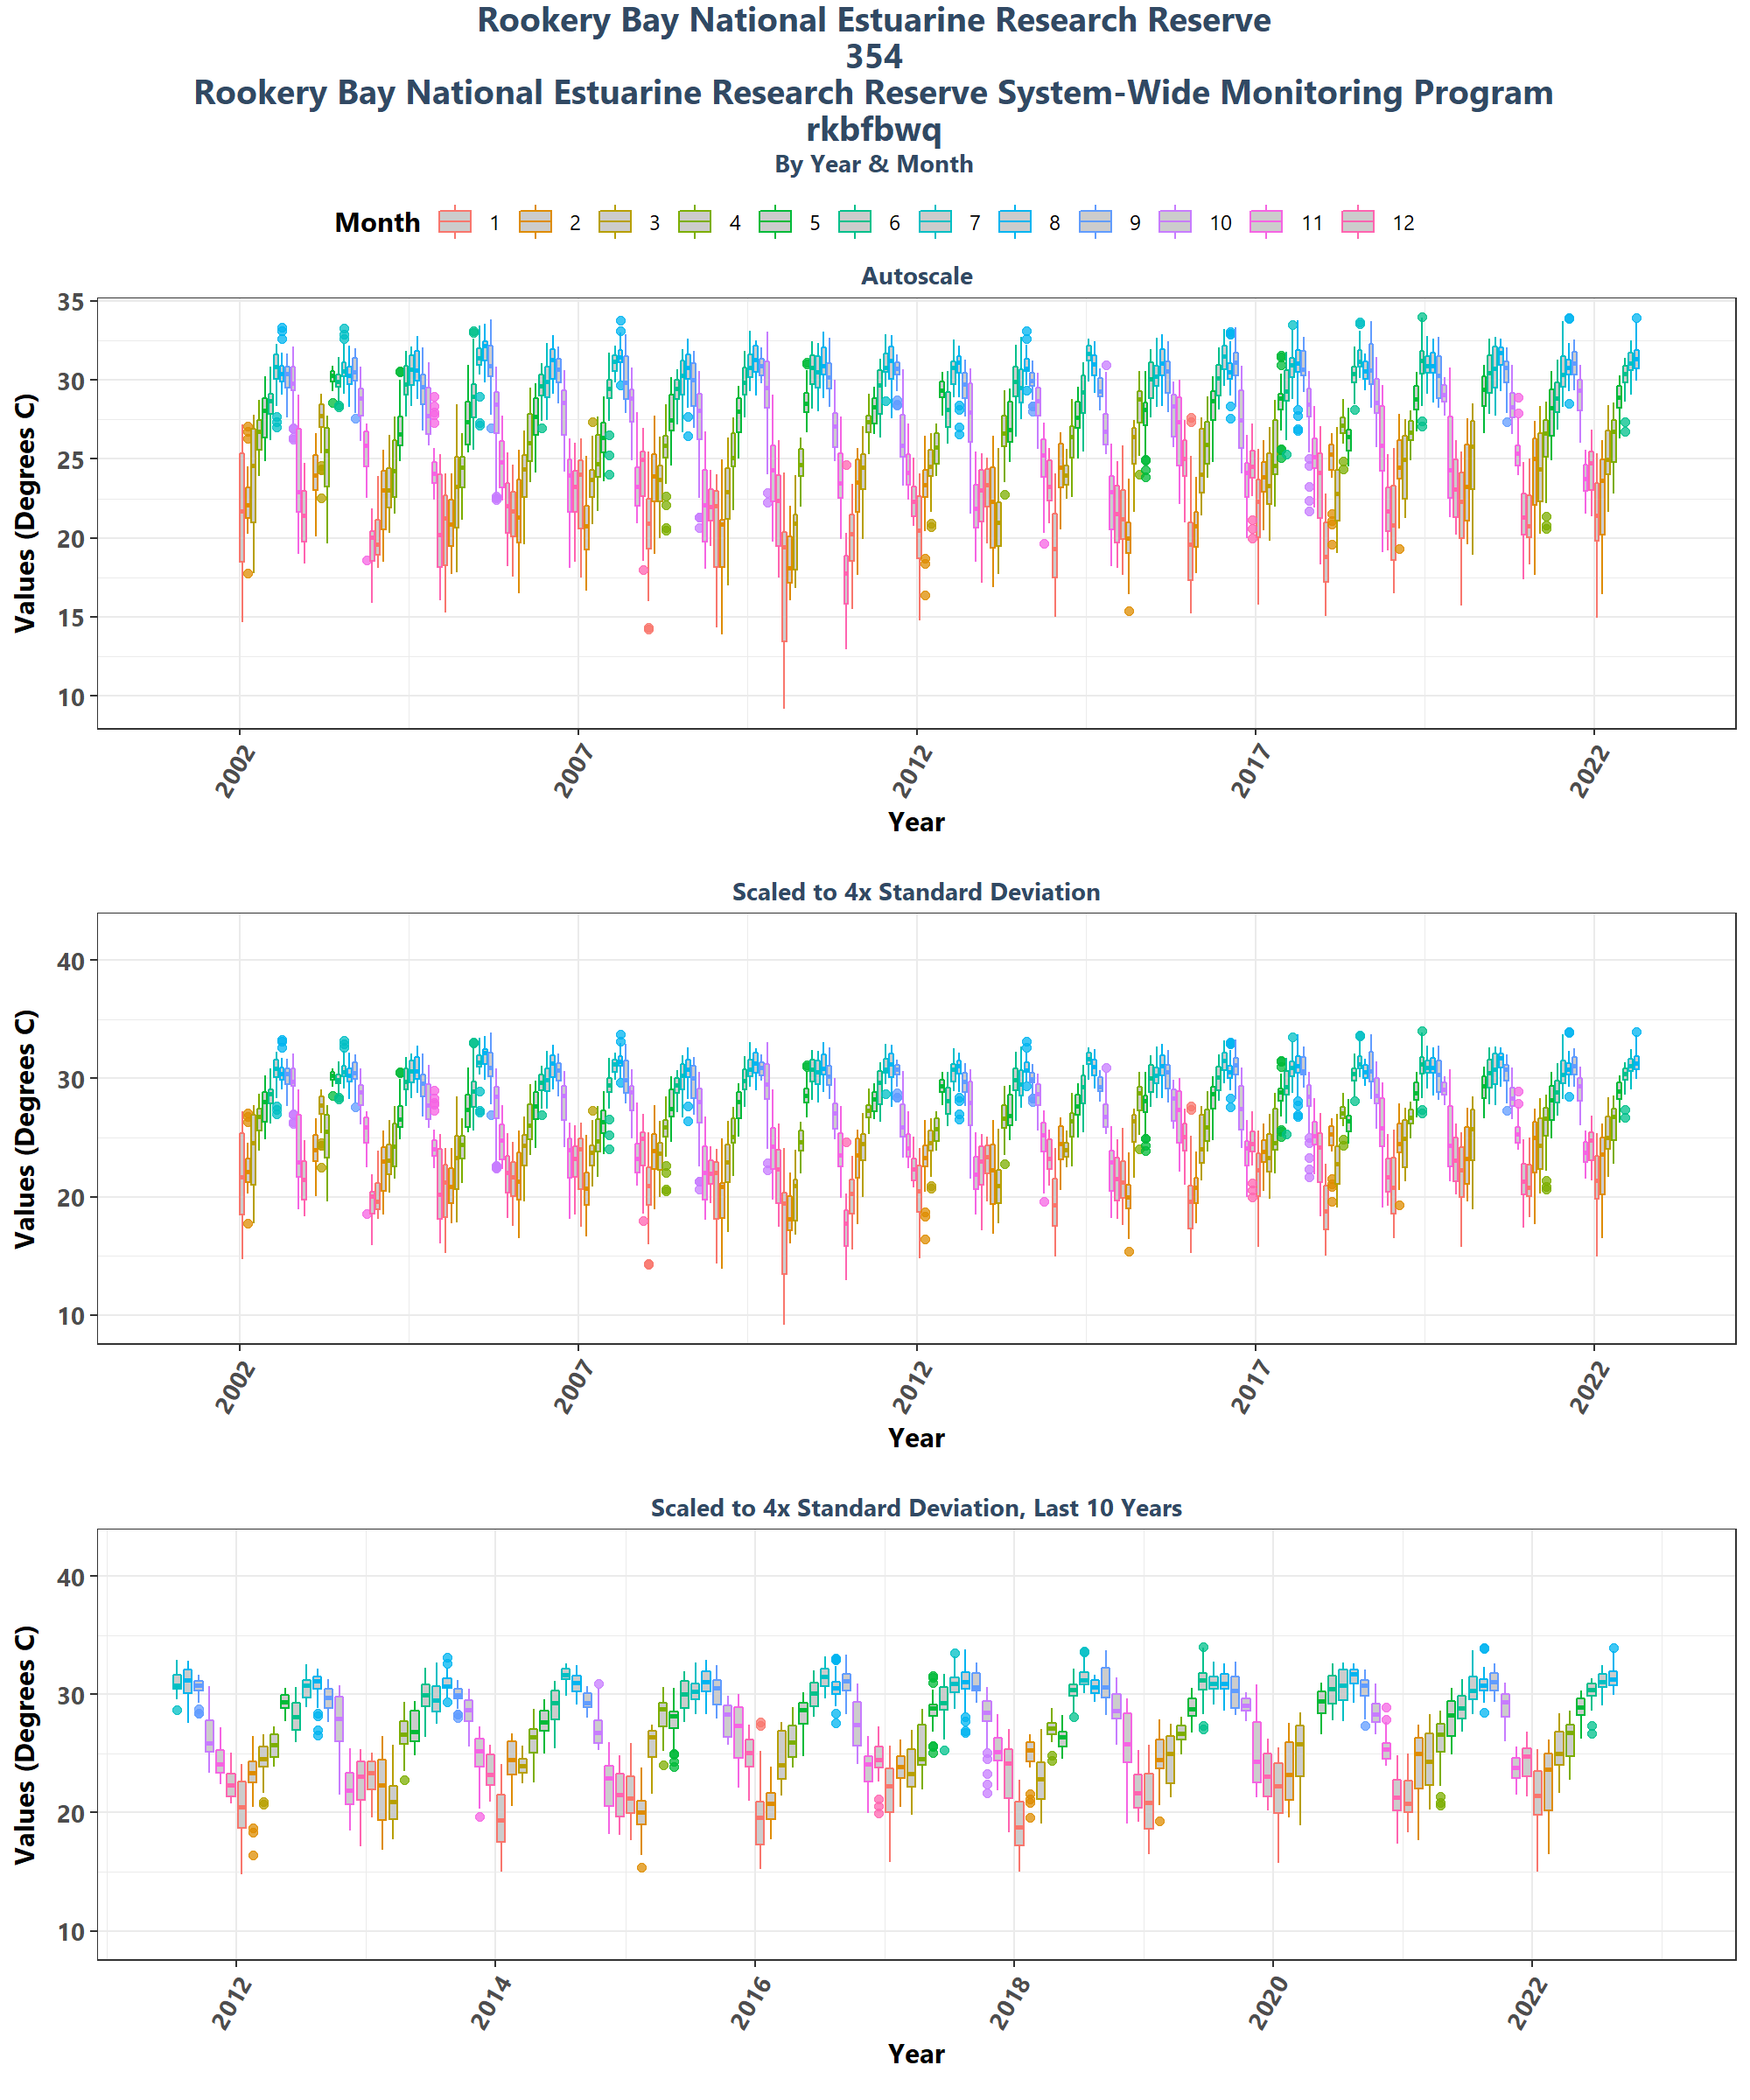 Rookery Bay National Estuarine Research Reserve
354
Rookery Bay National Estuarine Research Reserve System-Wide Monitoring Program
rkbfbwq
By Year & Month
Month 1 2 3 4 5 6 7 8 9 10 11 12
Autoscale
Values (Degrees C)
35
30
25
20
15
10
2002 2007 2012 2017 2022
Year
Scaled to 4x Standard Deviation
Values (Degrees C)
40
30
20
10
2002 2007 2012 2017 2022
Year
Scaled to 4x Standard Deviation, Last 10 Years
Values (Degrees C)
40
30
20
10
2012 2014 2016 2018 2020 2022
Year